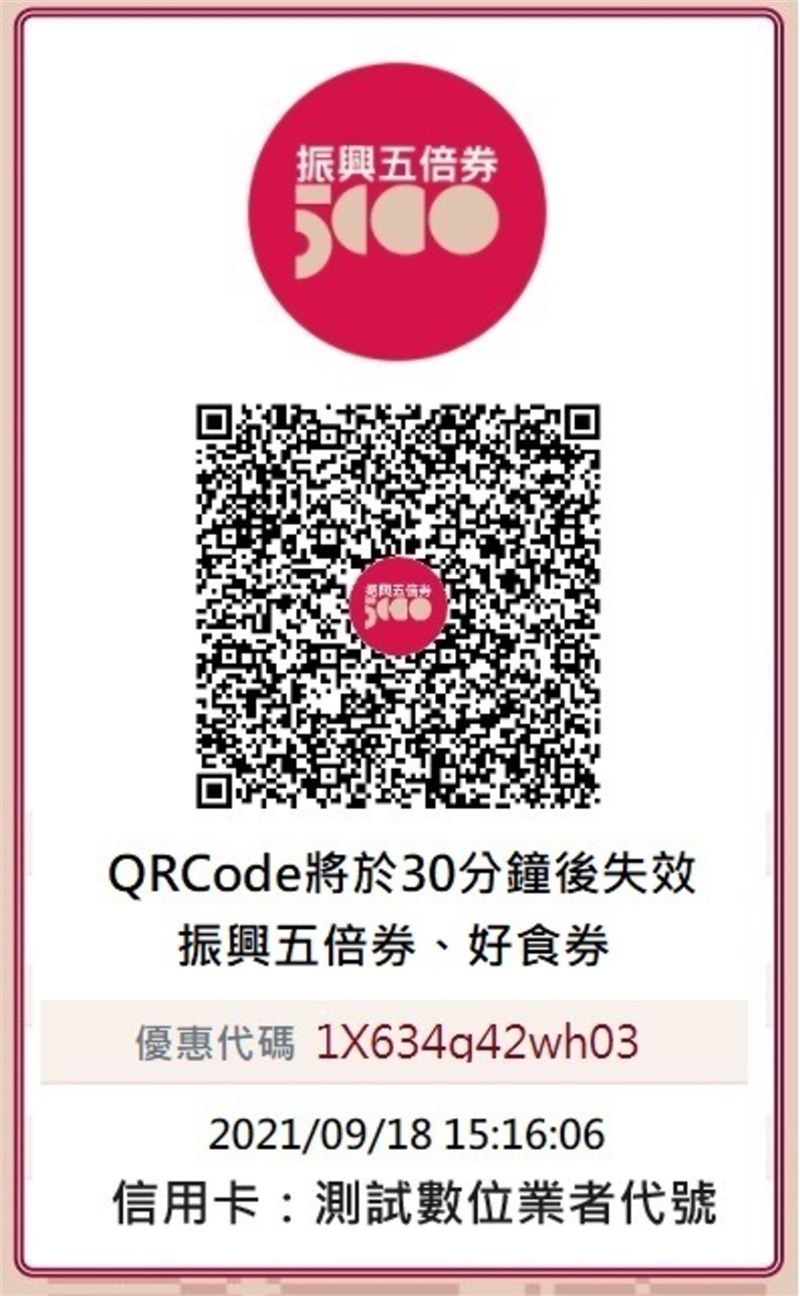 振興五倍券
5000
振興五倍券
5000
QRCode將於30分鐘後失效
振興五倍券、好食券
優惠代碼 1X634q42wh03
2021/09/18 15:16:06
信用卡：測試數位業者代號